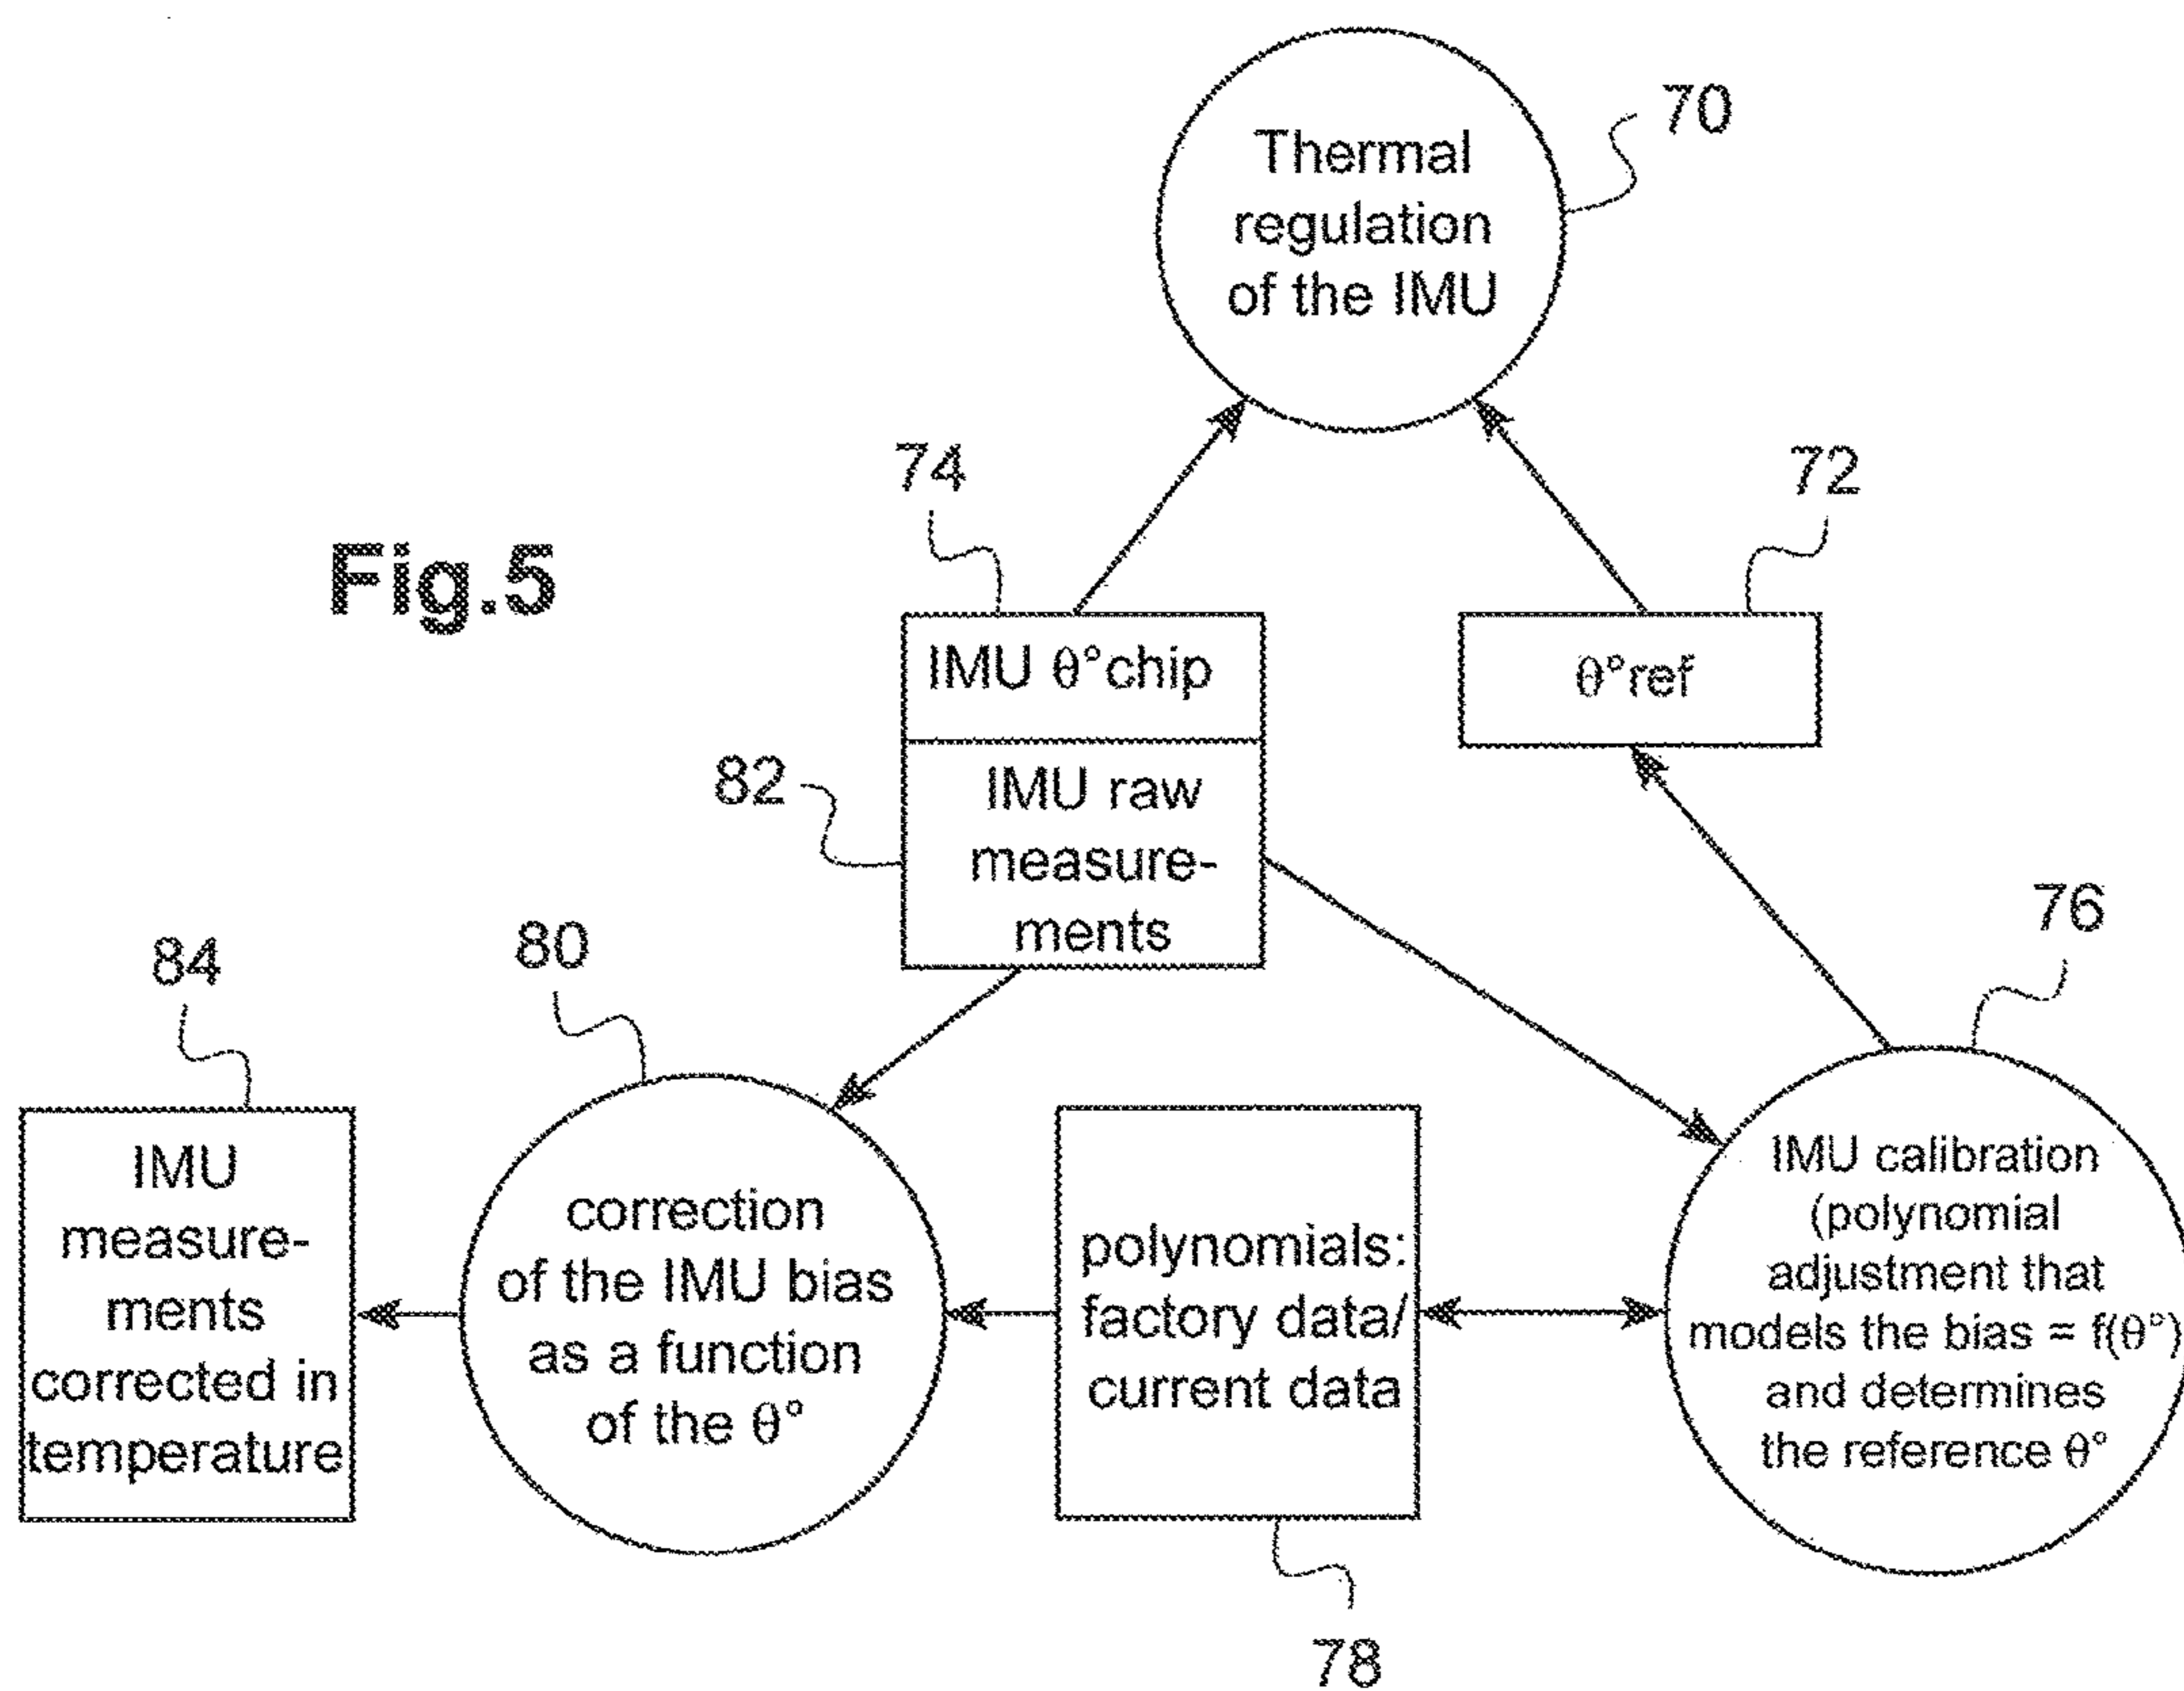 70
Thermal
regulation
of the IMU
74
72
Fig.5
IMU θ°chip
θ°ref
82
IMU raw
measure-
ments
76
84
80
IMU
measure-
ments
corrected in
temperature
correction
of the IMU bias
as a function
of the θ°
polynomials:
factory data/
current data
IMU calibration
(polynomial
adjustment that
models the bias = f(θ°)
and determines
the reference θ°
78